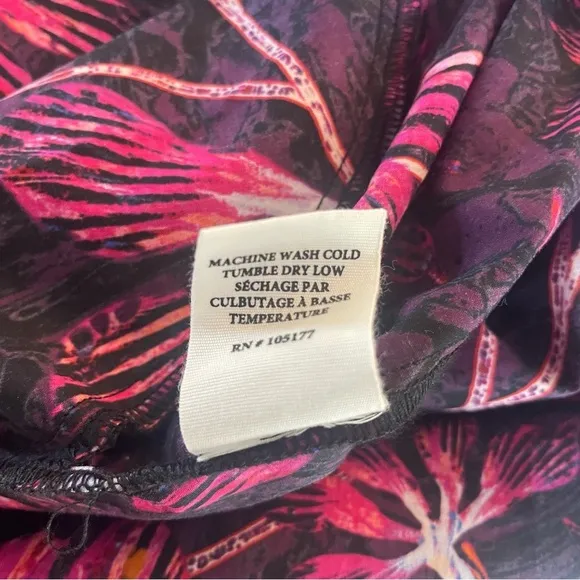 MACHINE WASH COLD
TUMBLE DRY LOW
SÉCHAGE PAR
CULBUTAGE À BASSE
TEMPERATURE
RN # 105177